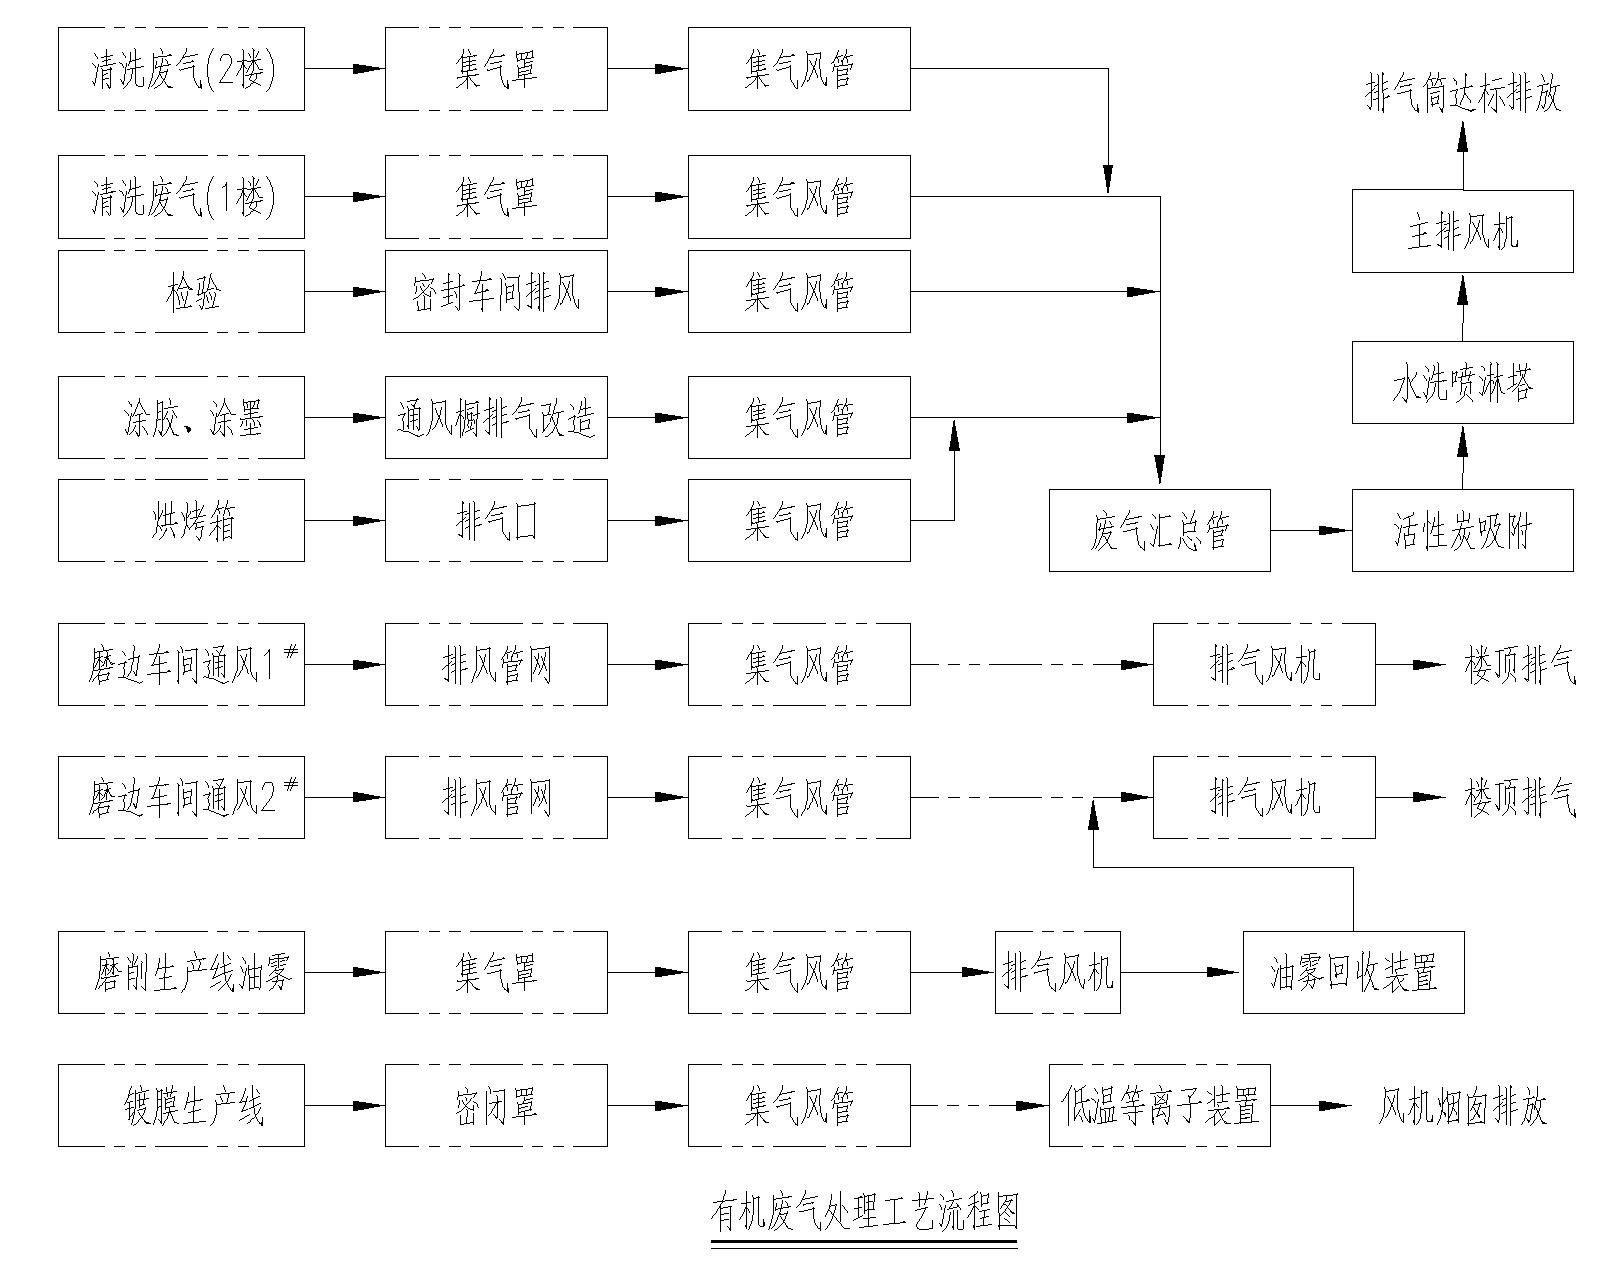 清洗废气(2楼)
集气罩
集气风管
排气筒达标排放
清洗废气(1楼)
集气罩
集气风管
主排风机
检验
密封车间排风
集气风管
水洗喷淋塔
涂胶、涂墨
通风橱排气改造
集气风管
烘烤箱
排气口
集气风管
废气汇总管
活性炭吸附
磨边车间通风1#
排风管网
集气风管
排气风机
楼顶排气
磨边车间通风2#
排风管网
集气风管
排气风机
楼顶排气
磨削生产线油雾
集气罩
集气风管
排气风机
油雾回收装置
镀膜生产线
密闭罩
集气风管
低温等离子装置
风机烟囱排放
有机废气处理工艺流程图